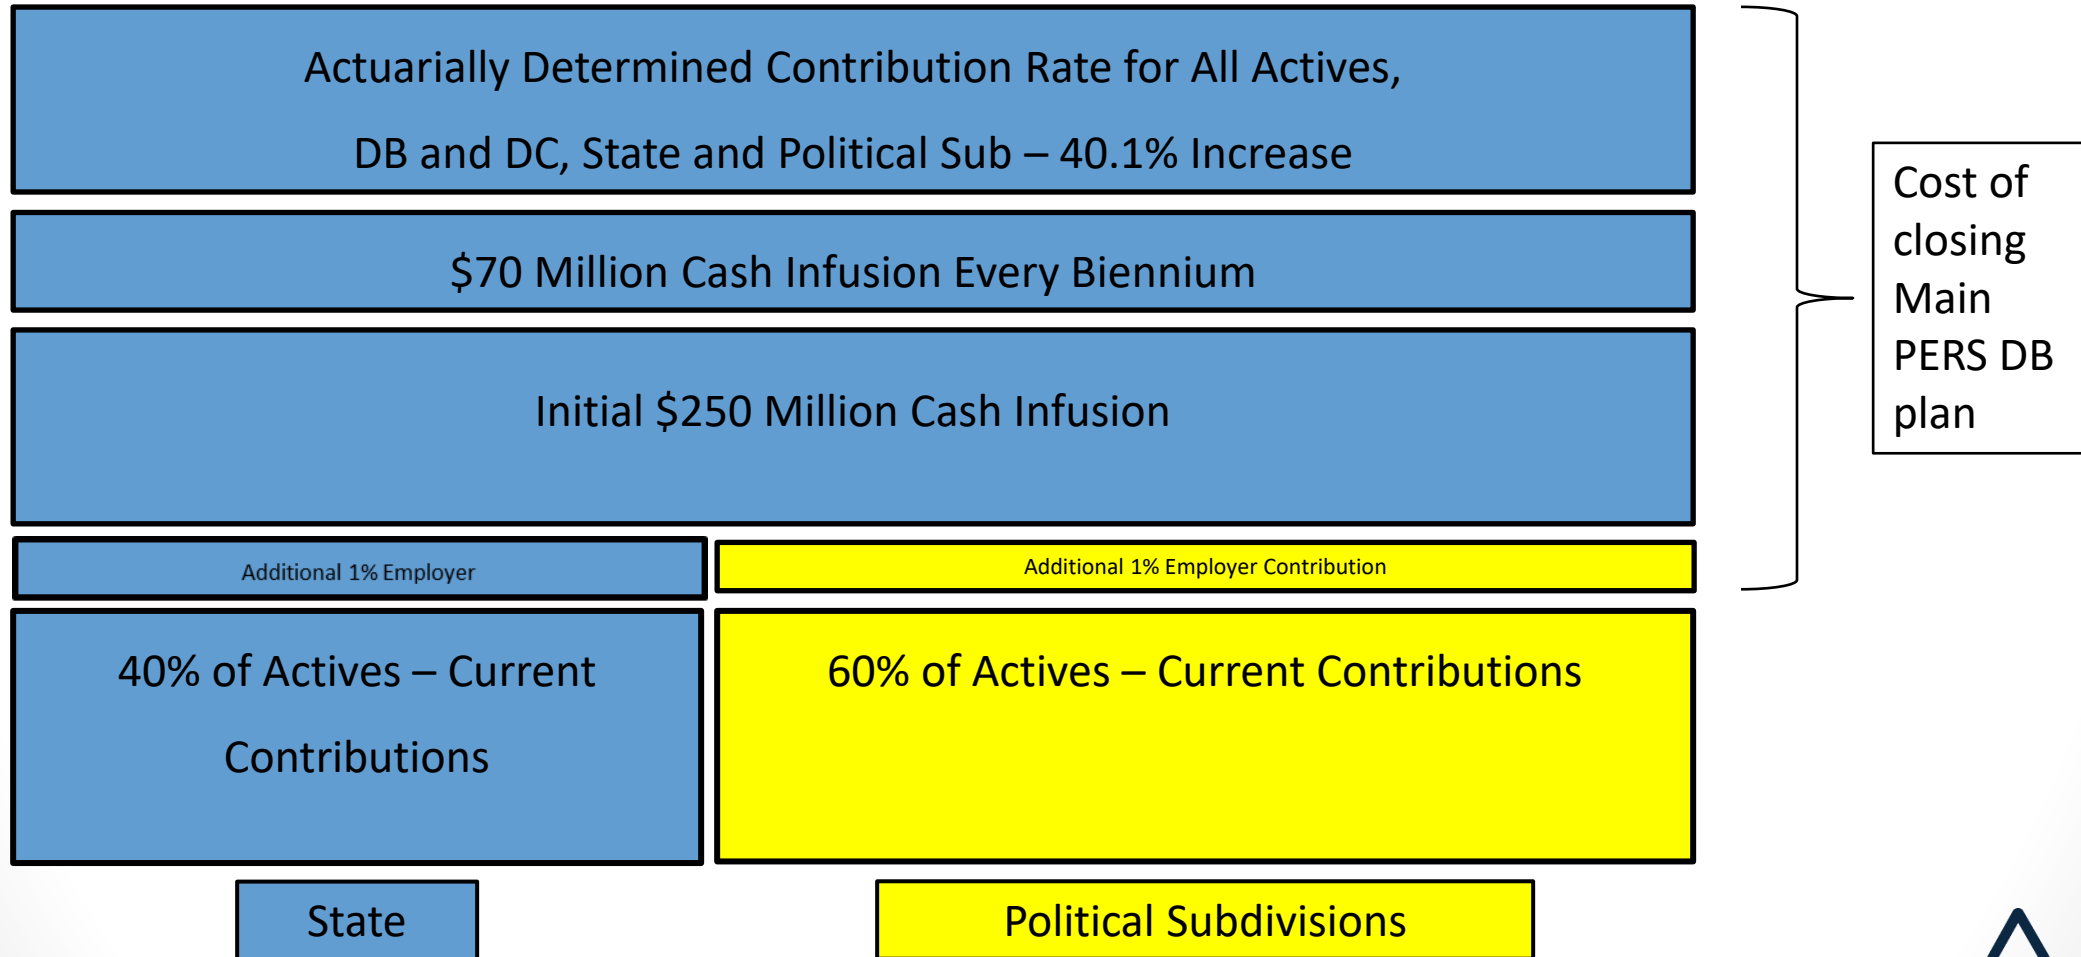 Actuarially Determined Contribution Rate for All Actives,
DB and DC, State and Political Sub – 40.1% Increase
$70 Million Cash Infusion Every Biennium
Initial $250 Million Cash Infusion
Cost of
closing
Main
PERS DB
plan
Additional 1% Employer
Additional 1% Employer Contribution
40% of Actives – Current
Contributions
60% of Actives – Current Contributions
State
Political Subdivisions